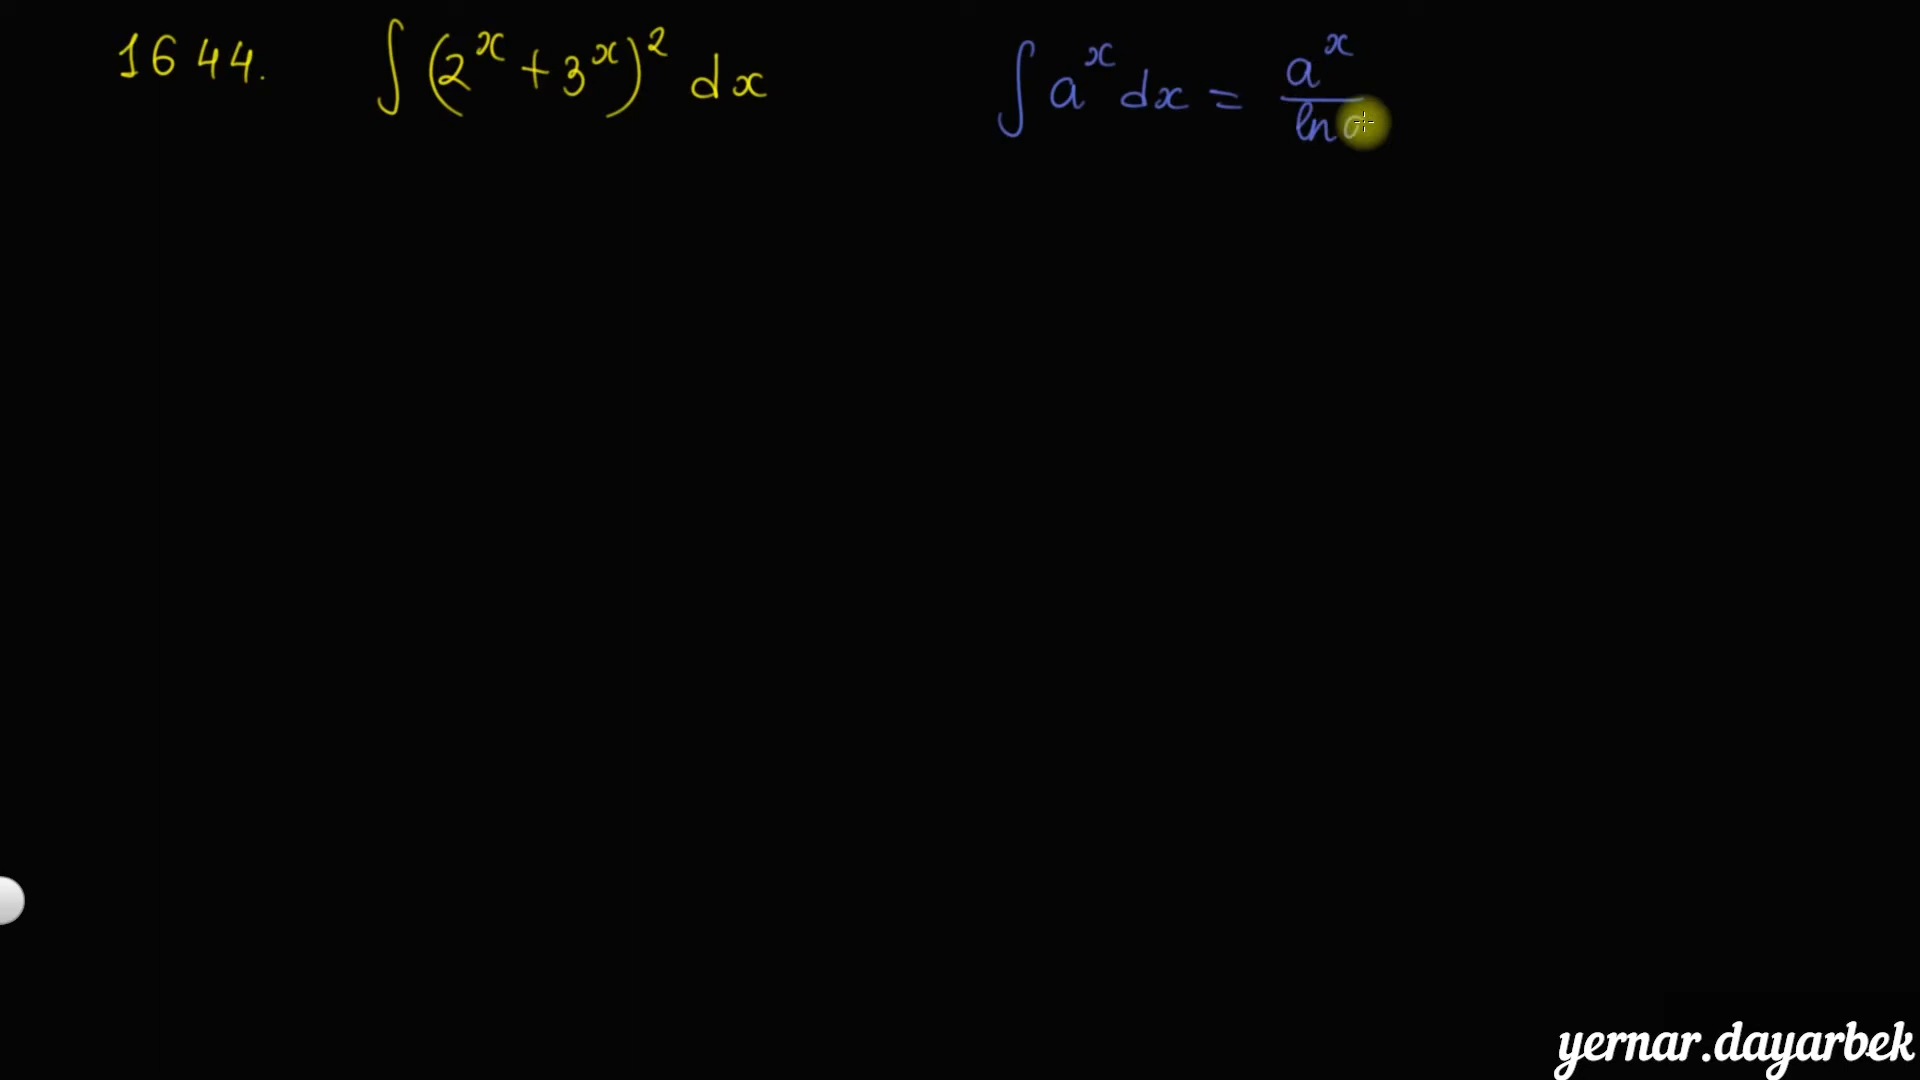 1644. ∫(2^x + 3^x)^2 dx
∫a^x dx = a^x / ln a
yernar.dayarbek